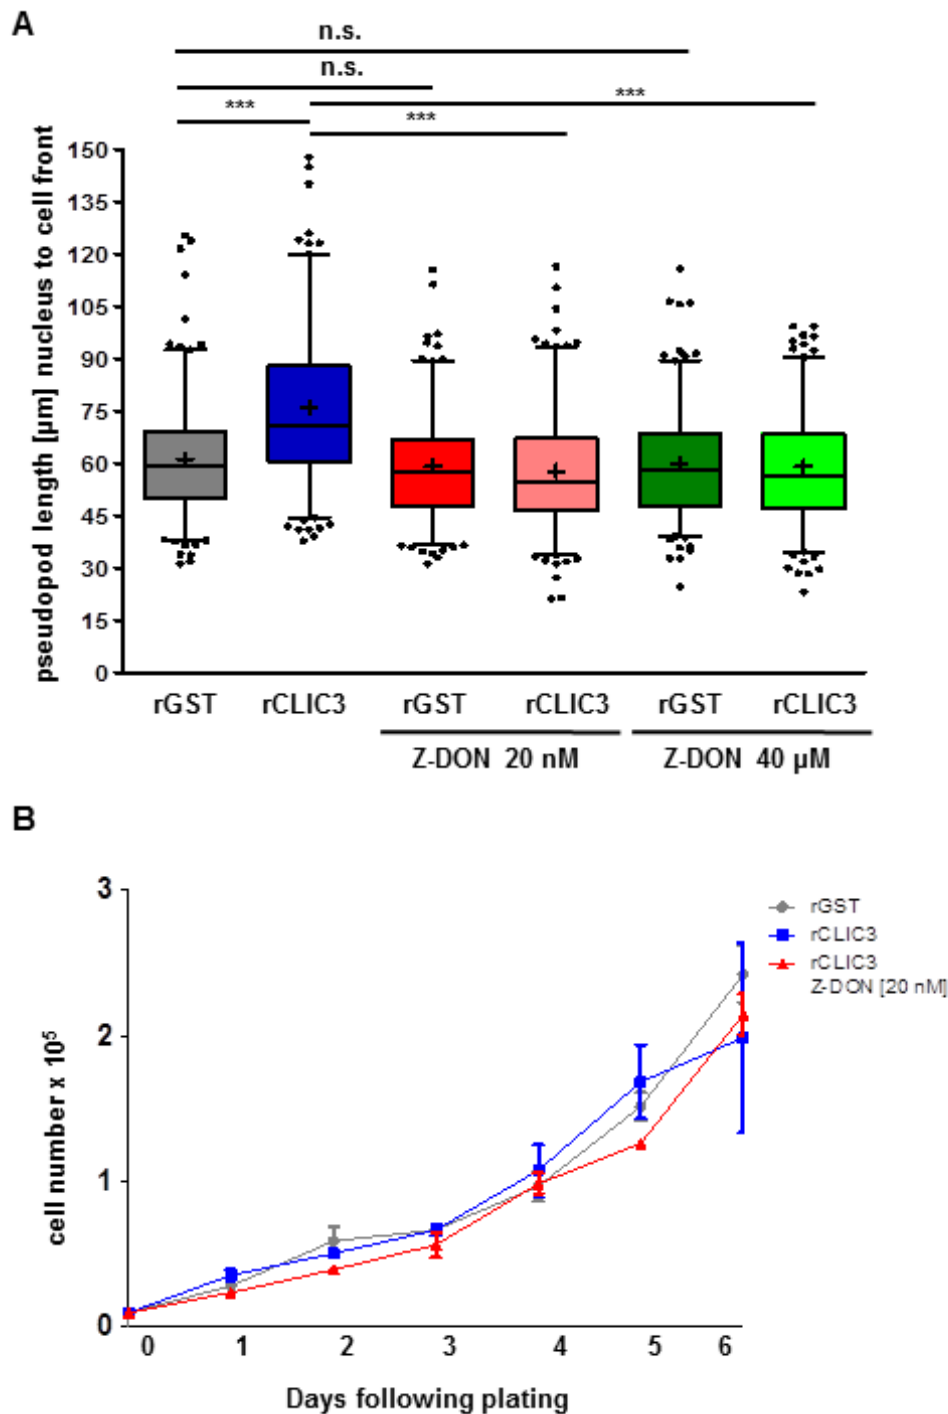 A
n.s.
n.s.
***
***
***
150
135
120
105
90
75
60
45
30
15
0
pseudopod length [µm] nucleus to cell front
rGST rCLIC3 rGST rCLIC3 rGST rCLIC3
Z-DON 20 nM Z-DON 40 µM
B
3
2
1
0
cell number x 10⁵
rGST
rCLIC3
rCLIC3
Z-DON [20 nM]
0 1 2 3 4 5 6
Days following plating